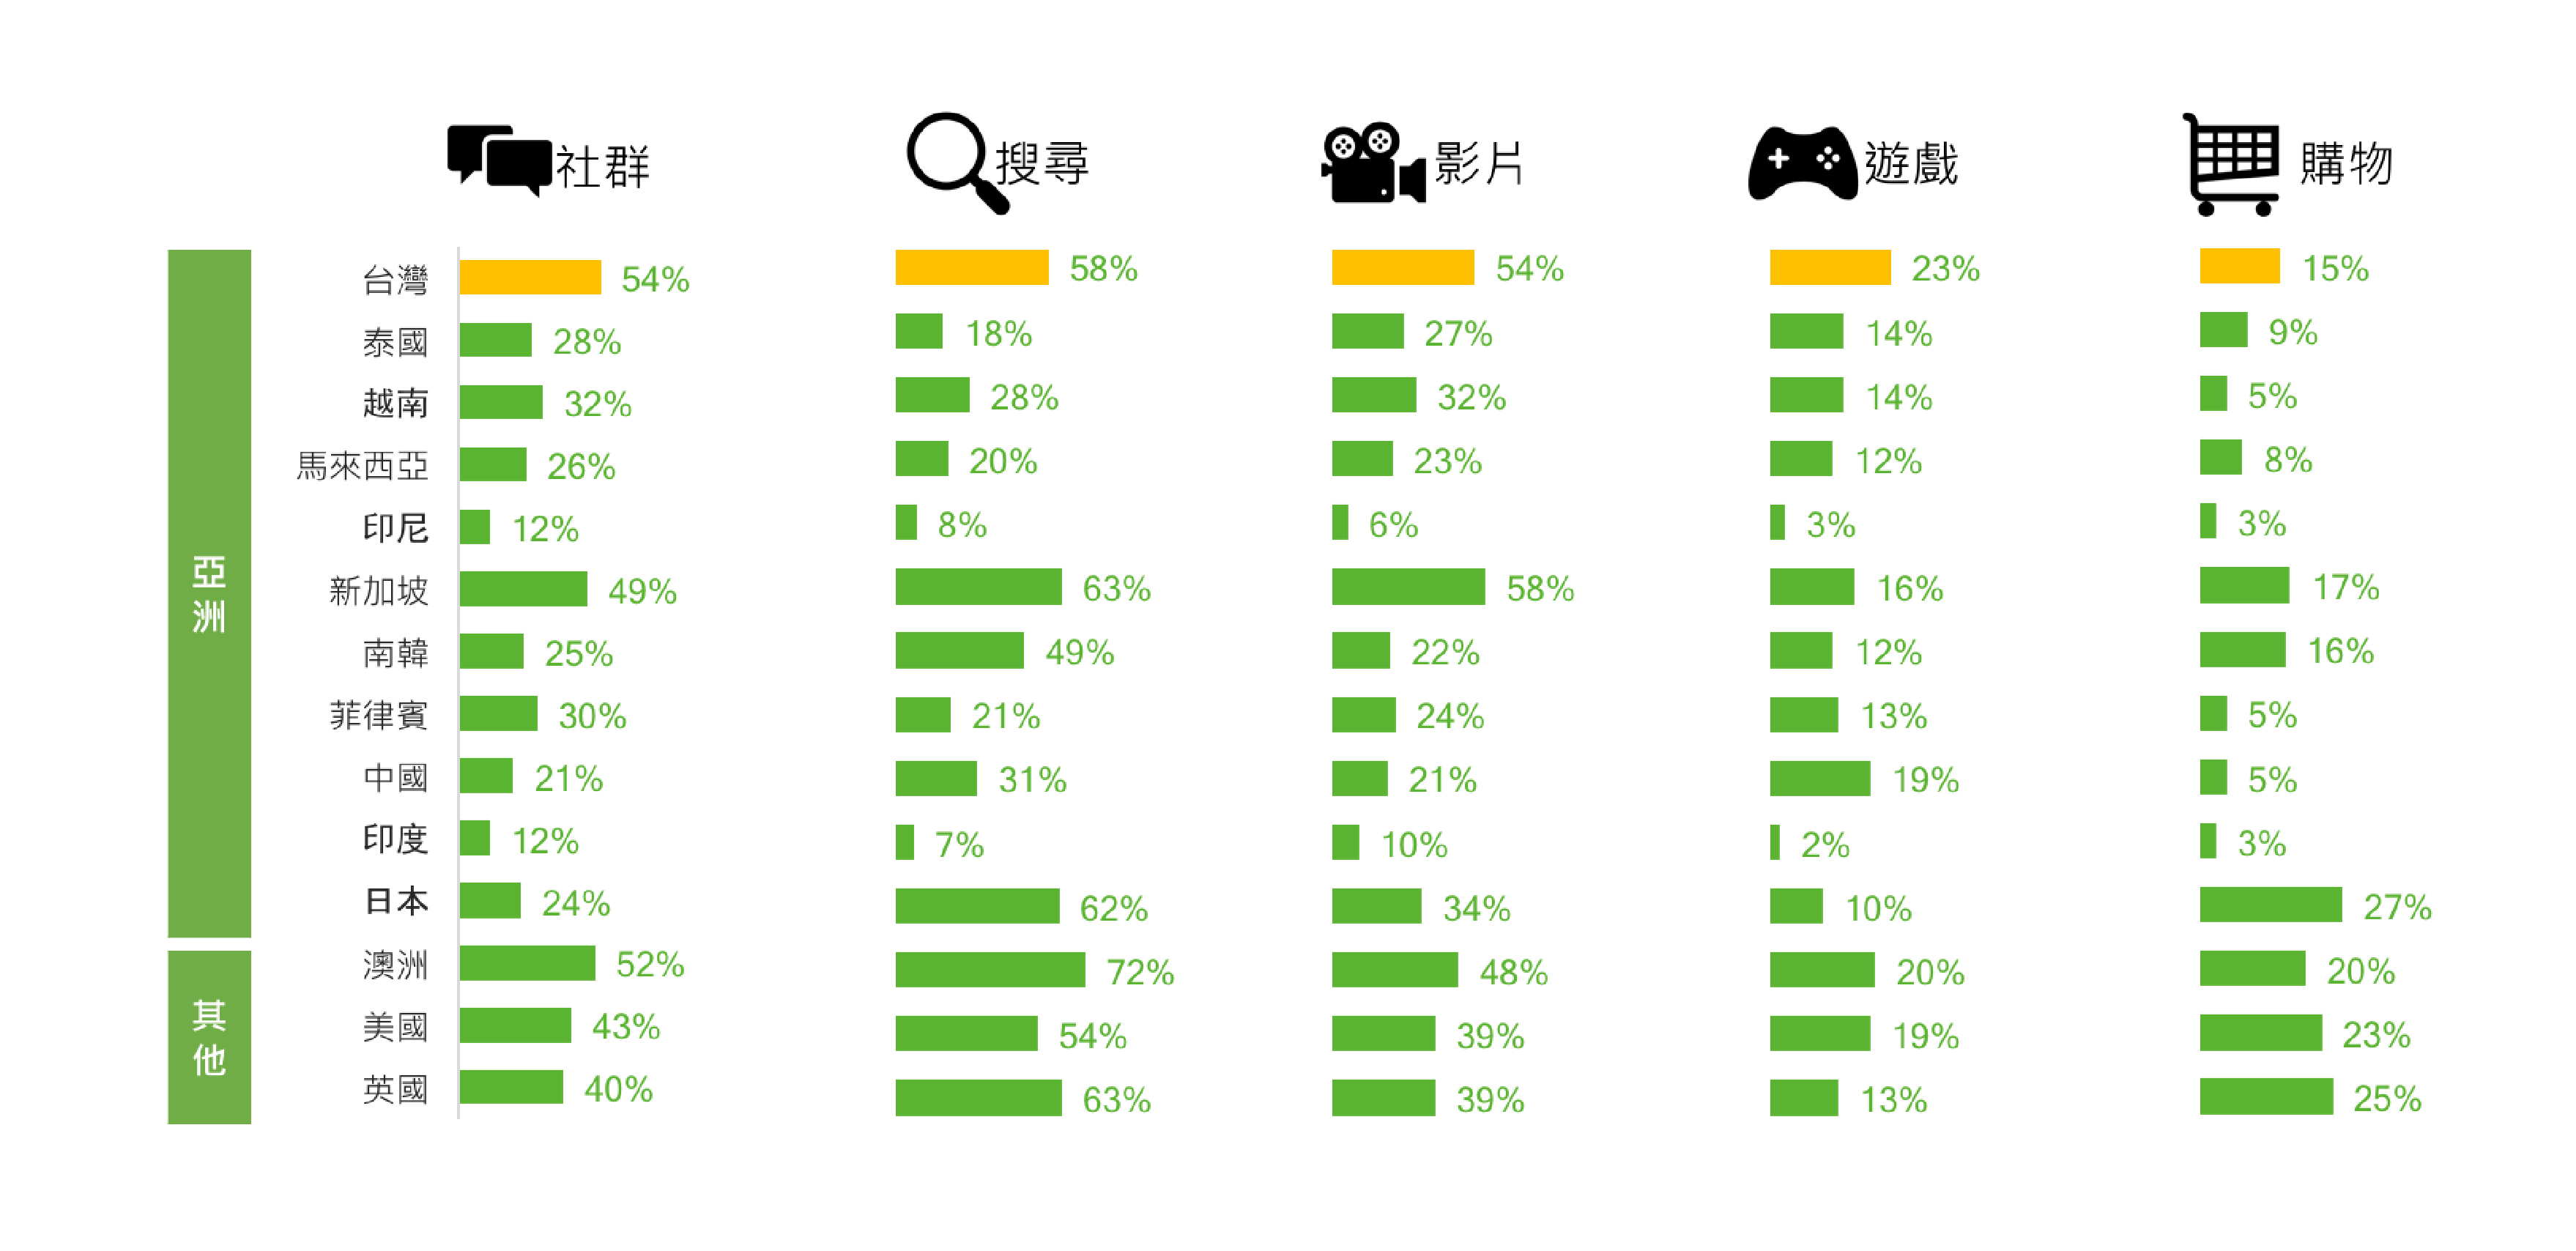 社群 搜尋 影片 遊戲 購物
亞洲
台灣 54% 58% 54% 23% 15%
泰國 28% 18% 27% 14% 9%
越南 32% 28% 32% 14% 5%
馬來西亞 26% 20% 23% 12% 8%
印尼 12% 8% 6% 3% 3%
新加坡 49% 63% 58% 16% 17%
南韓 25% 49% 22% 12% 16%
菲律賓 30% 21% 24% 13% 5%
中國 21% 31% 21% 19% 5%
印度 12% 7% 10% 2% 3%
日本 24% 62% 34% 10% 27%
其他
澳洲 52% 72% 48% 20% 20%
美國 43% 54% 39% 19% 23%
英國 40% 63% 39% 13% 25%